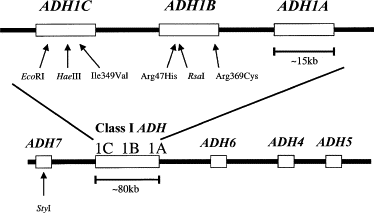 ADH1C ADH1B ADH1A
EcoRI HaeIII Ile349Val Arg47His RsaI Arg369Cys ~15kb
Class I ADH
ADH7 1C 1B 1A ADH6 ADH4 ADH5
StyI ~80kb